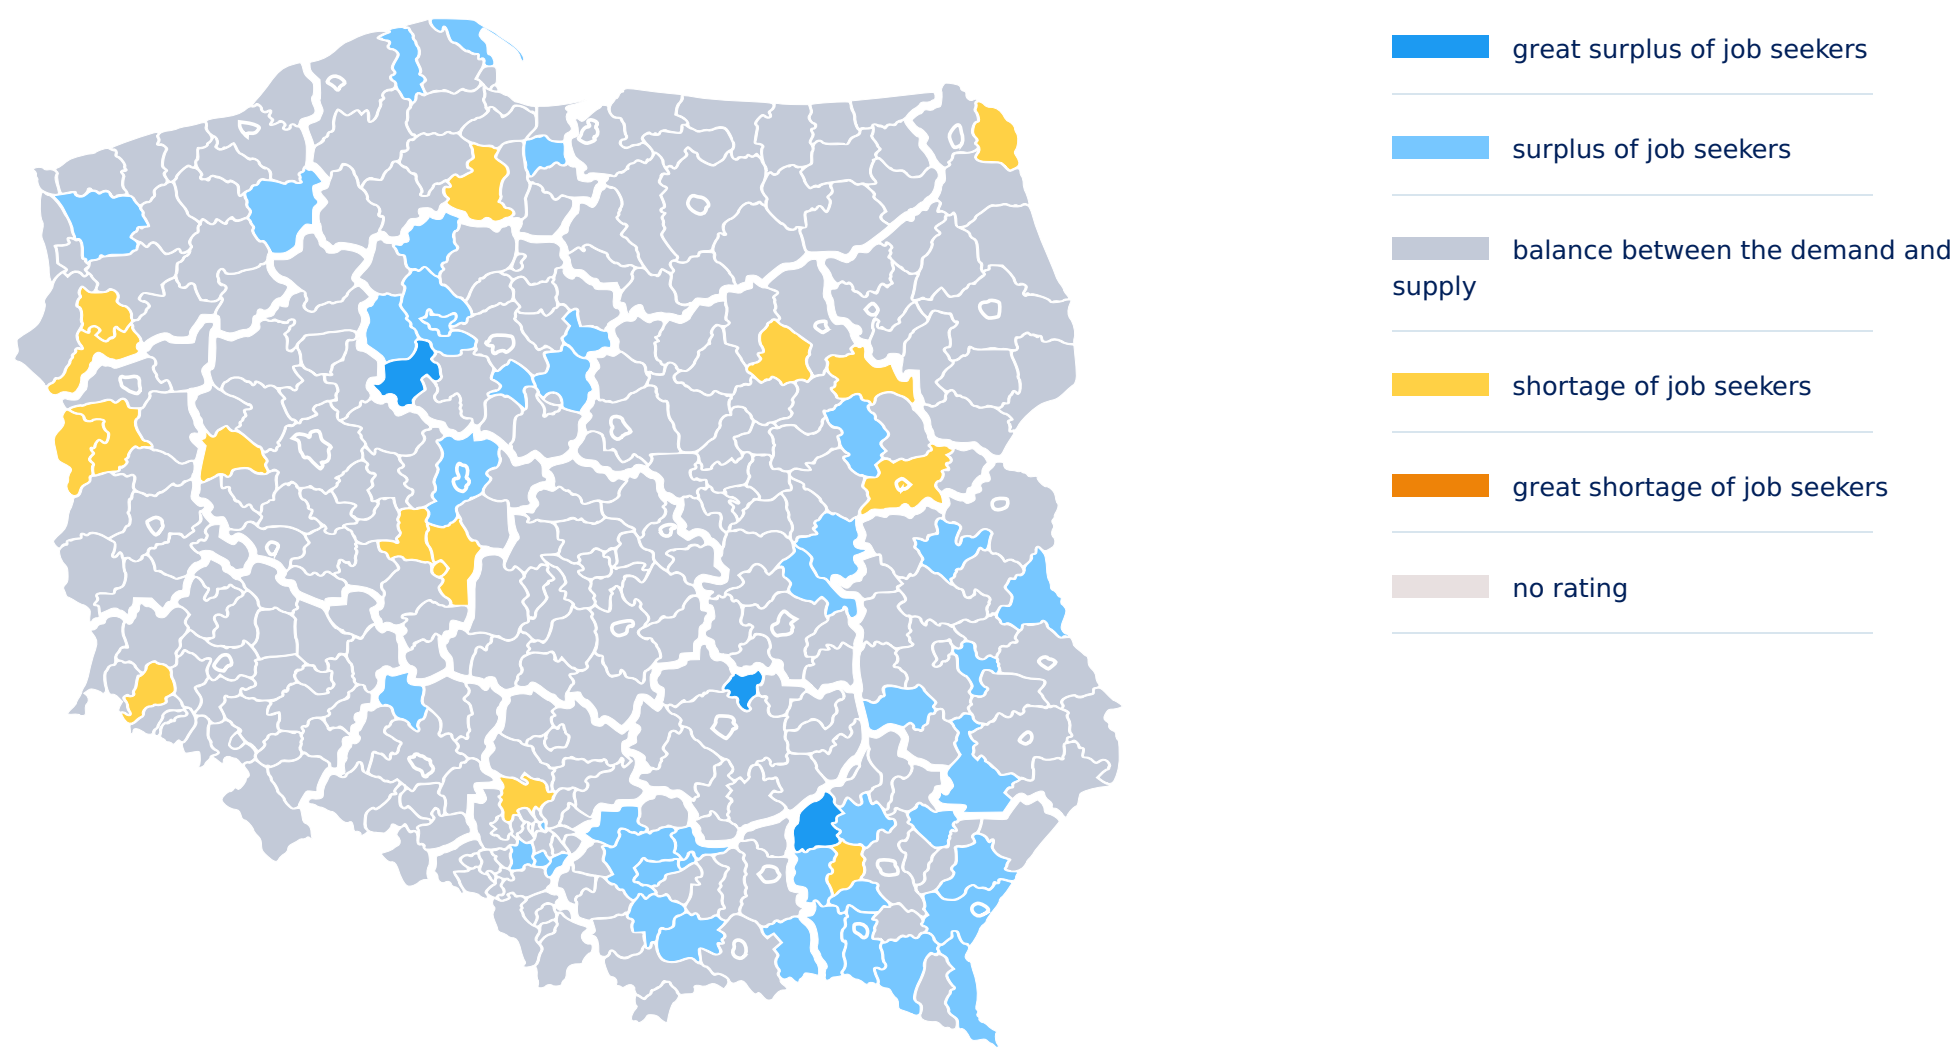 great surplus of job seekers
surplus of job seekers
balance between the demand and
supply
shortage of job seekers
great shortage of job seekers
no rating